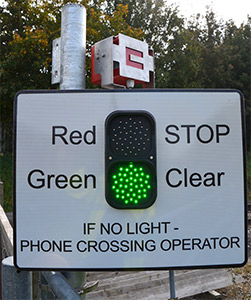 Red STOP
Green Clear
IF NO LIGHT -
PHONE CROSSING OPERATOR